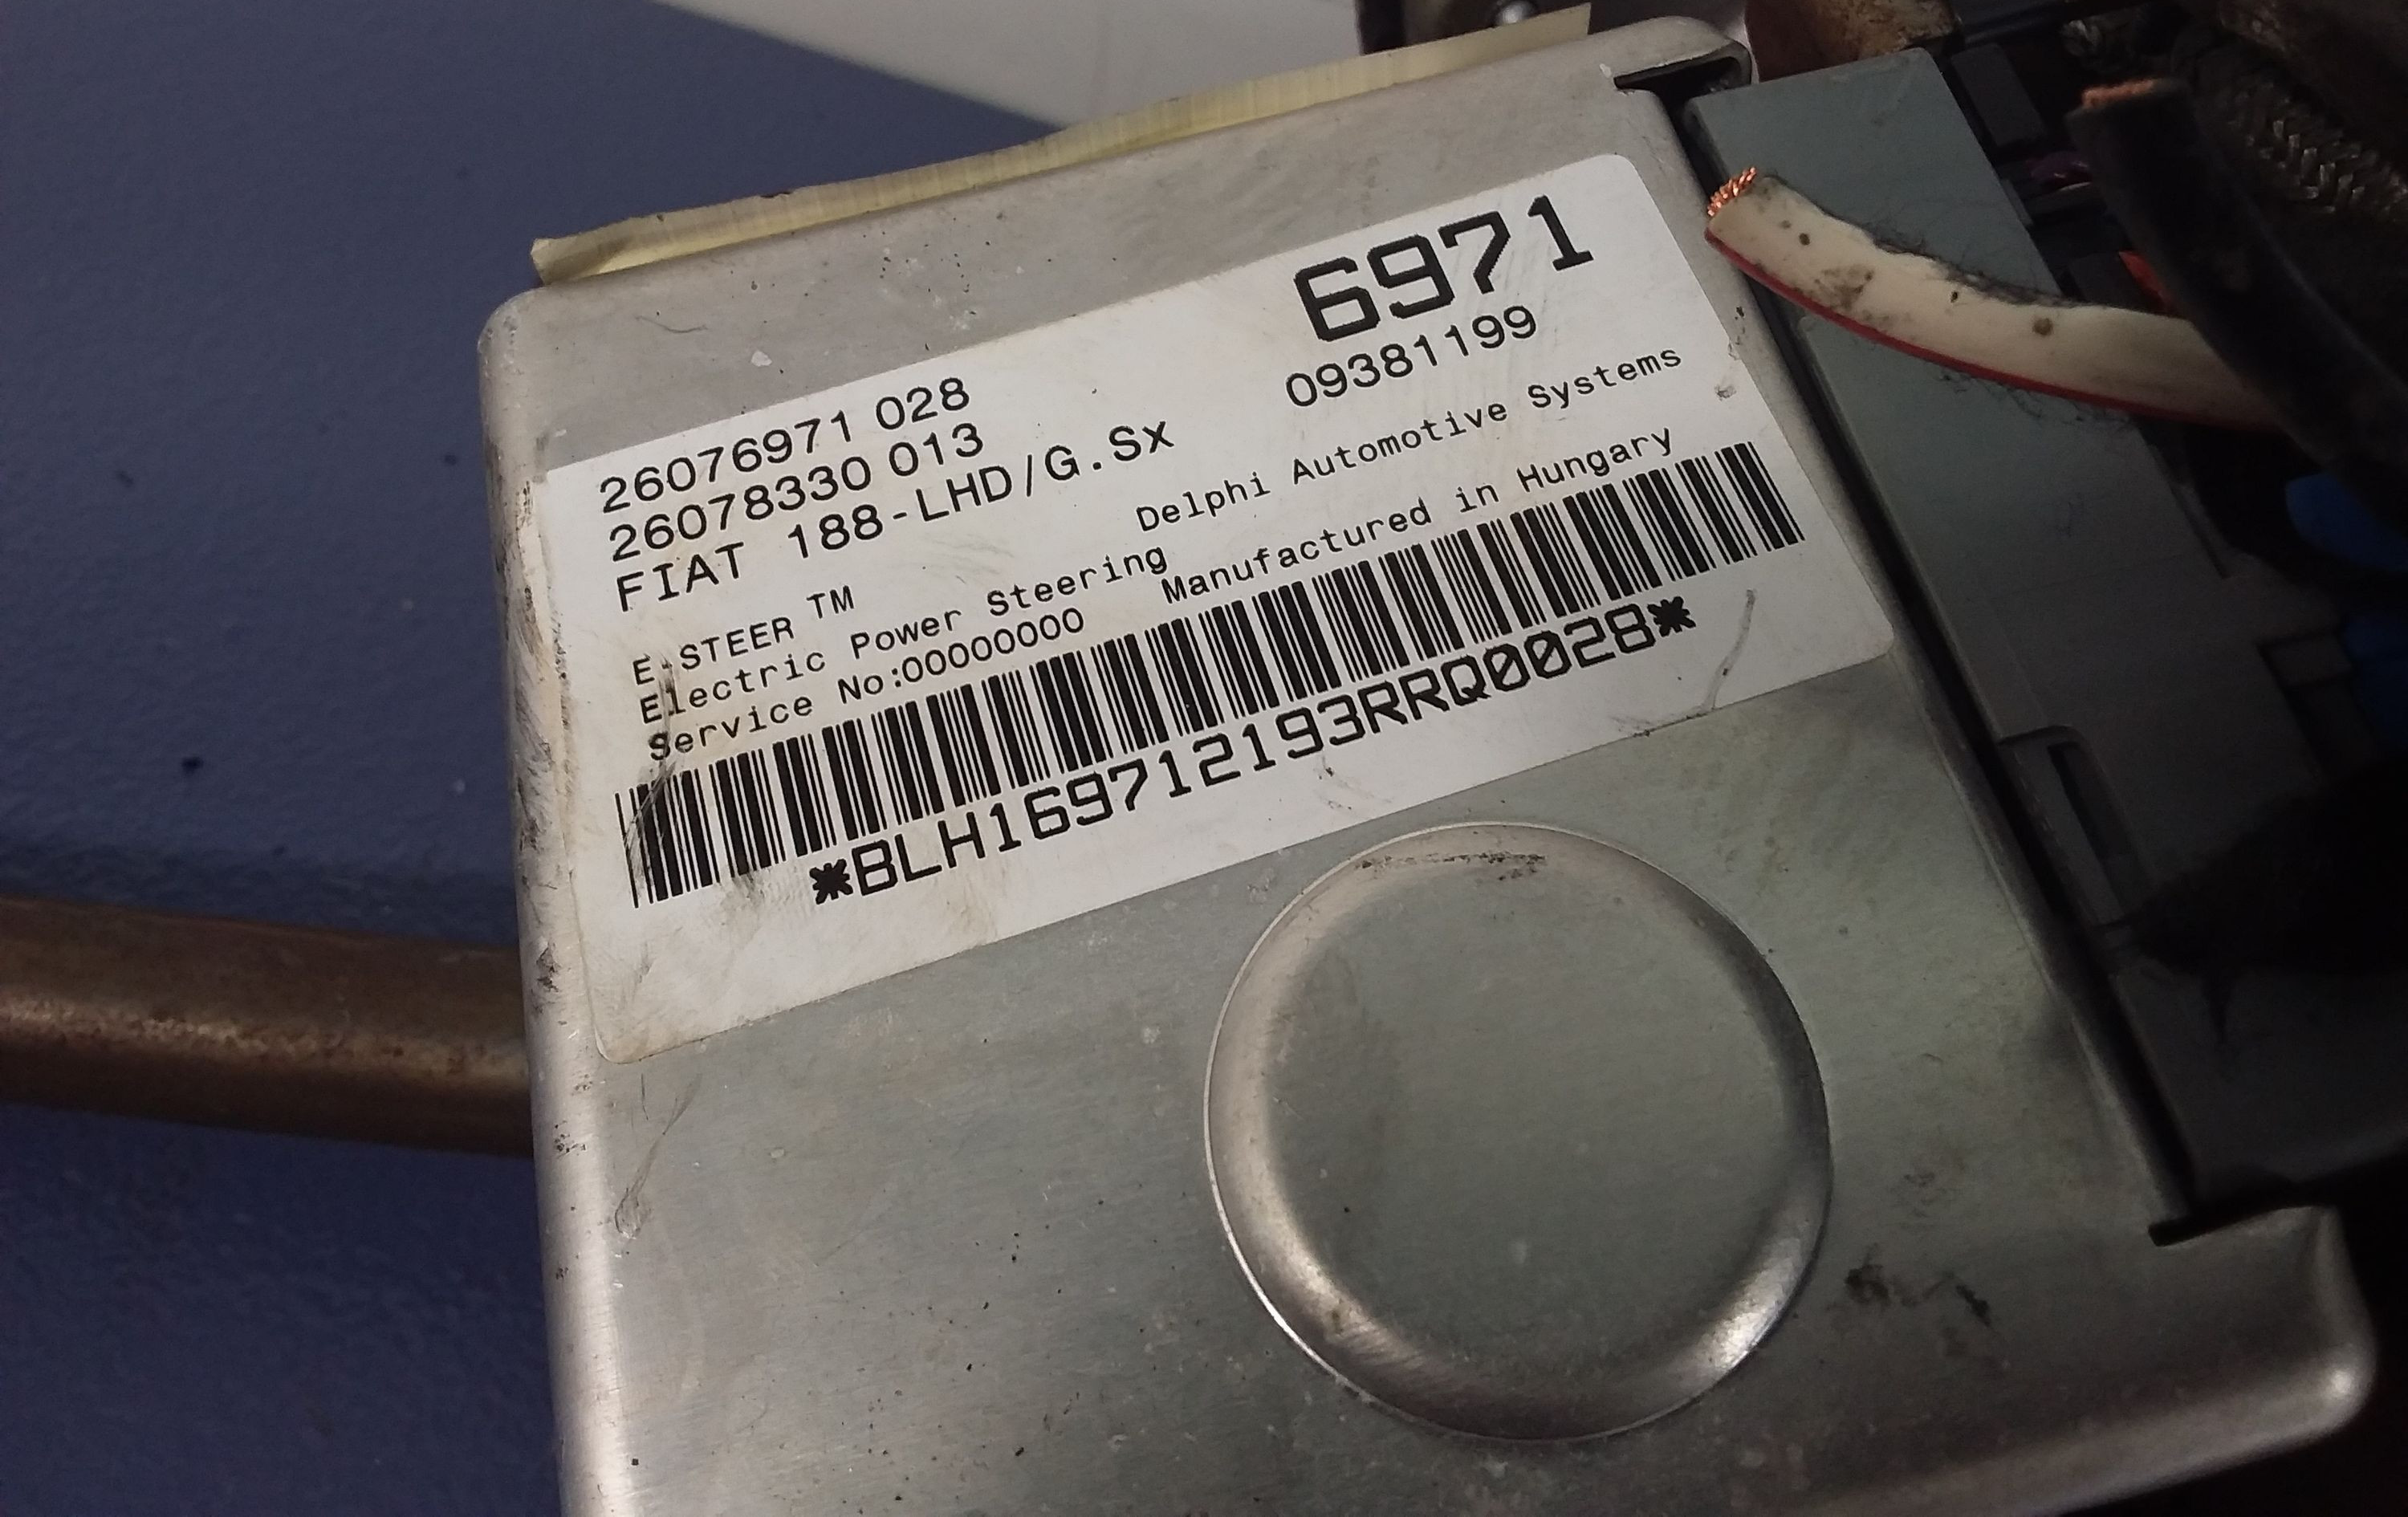 6971
26076971 028
09381199
26078330 013
FIAT 188-LHD/G.Sx
E-STEER TM
Delphi Automotive Systems
Electric Power Steering
Manufactured in Hungary
Service No:00000000
*BLH169712193RRQ0028*